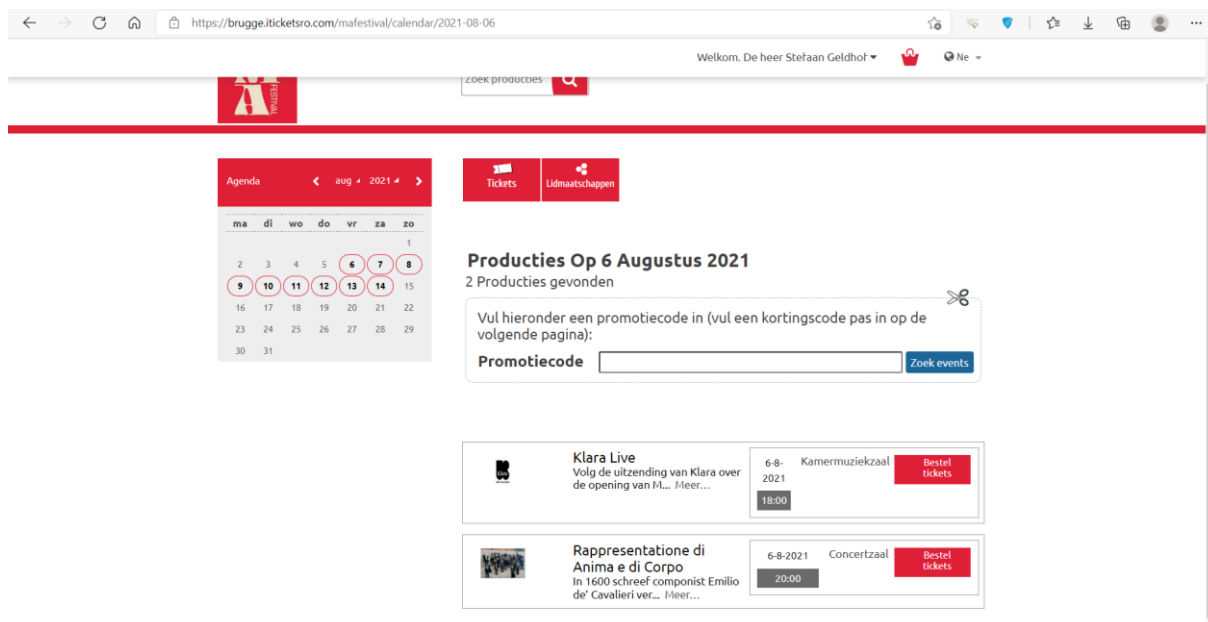 https://brugge.iticketsro.com/mafestival/calendar/2021-08-06
Welkom. De heer Stefaan Geldhof
Ne
FESTIVAL
Zoek producties
Agenda
aug
2021
Tickets
Lidmaatschappen
ma di wo do vr za zo
1
2 3 4 5 6 7 8
9 10 11 12 13 14 15
16 17 18 19 20 21 22
23 24 25 26 27 28 29
30 31
Producties Op 6 Augustus 2021
2 Producties gevonden
Vul hieronder een promotiecode in (vul een kortingscode pas in op de
volgende pagina):
Promotiecode
Zoek events
Klara Live
Volg de uitzending van Klara over
de opening van M... Meer...
6-8-
2021
18:00
Kamermuziekzaal
Bestel
tickets
Rappresentatione di
Anima e di Corpo
In 1600 schreef componist Emilio
de' Cavalieri ver... Meer...
6-8-2021
20:00
Concertzaal
Bestel
tickets